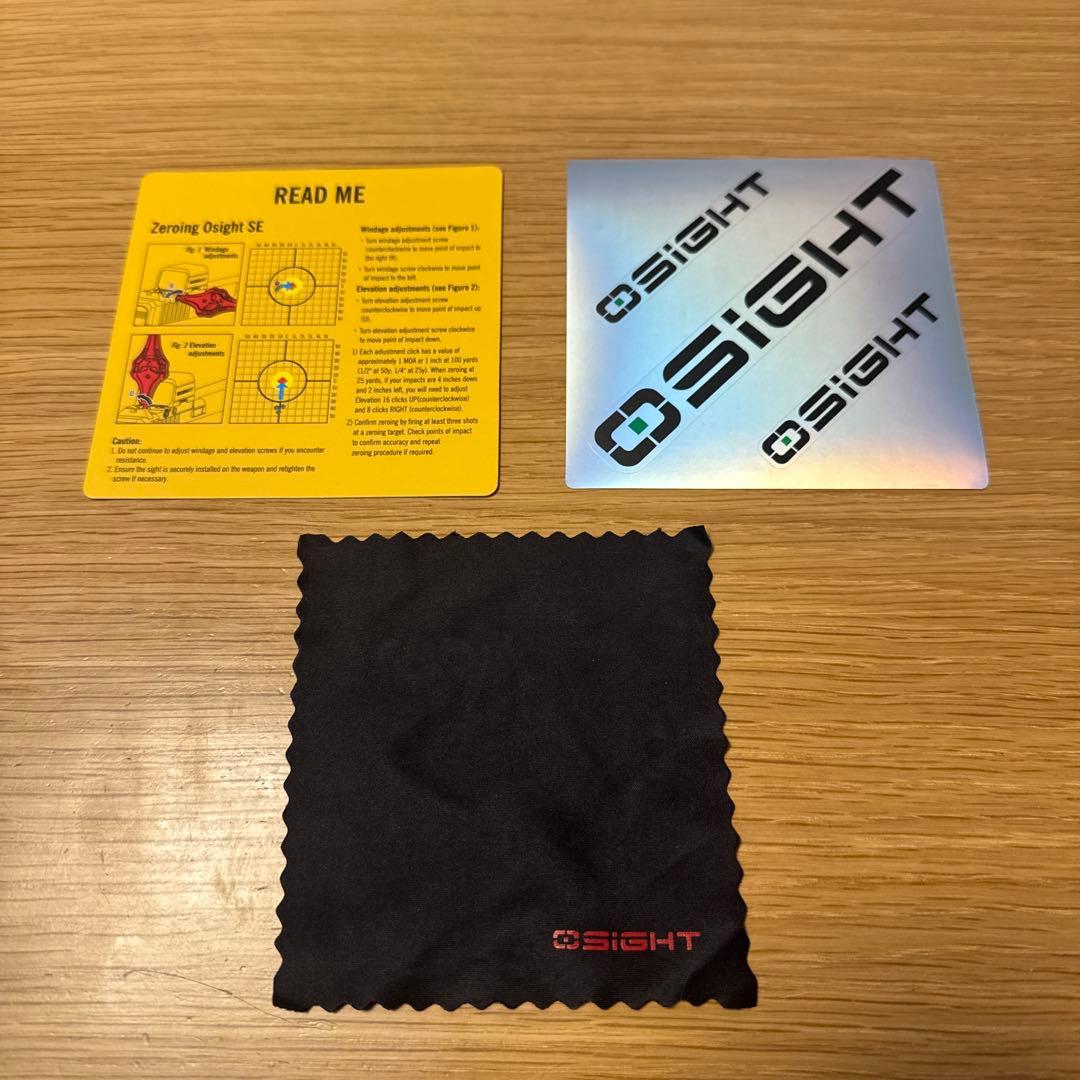 READ ME
Zeroing Osight SE
Fig. 1 Windage
adjustments
Fig. 2 Elevation
adjustments
Windage adjustments (see Figure 1):
• Turn windage adjustment screw
counterclockwise to move point of impact to
the right (R).
• Turn windage screw clockwise to move point
of impact to the left.
Elevation adjustments (see Figure 2):
• Turn elevation adjustment screw
counterclockwise to move point of impact up
(U).
• Turn elevation adjustment screw clockwise
to move point of impact down.
1) Each adustment click has a value of
approximately 1 MOA or 1 inch at 100 yards
(1/2" at 50y; 1/4" at 25y). When zeroing at
25 yards, if your impacts are 4 inches down
and 2 inches left, you will need to adjust
Elevation 16 clicks UP(counterclockwise)
and 8 clicks RIGHT (counterclockwise).
2) Confirm zeroing by firing at least three shots
at a zeroing target. Check points of impact
to confirm accuracy and repeat
zeroing procedure if required.
Caution:
1. Do not continue to adjust windage and elevation screws if you encounter
resistance.
2. Ensure the sight is securely installed on the weapon and retighten the
screw if necessary.
OSiGHT
OSiGHT
OSiGHT
OSiGHT